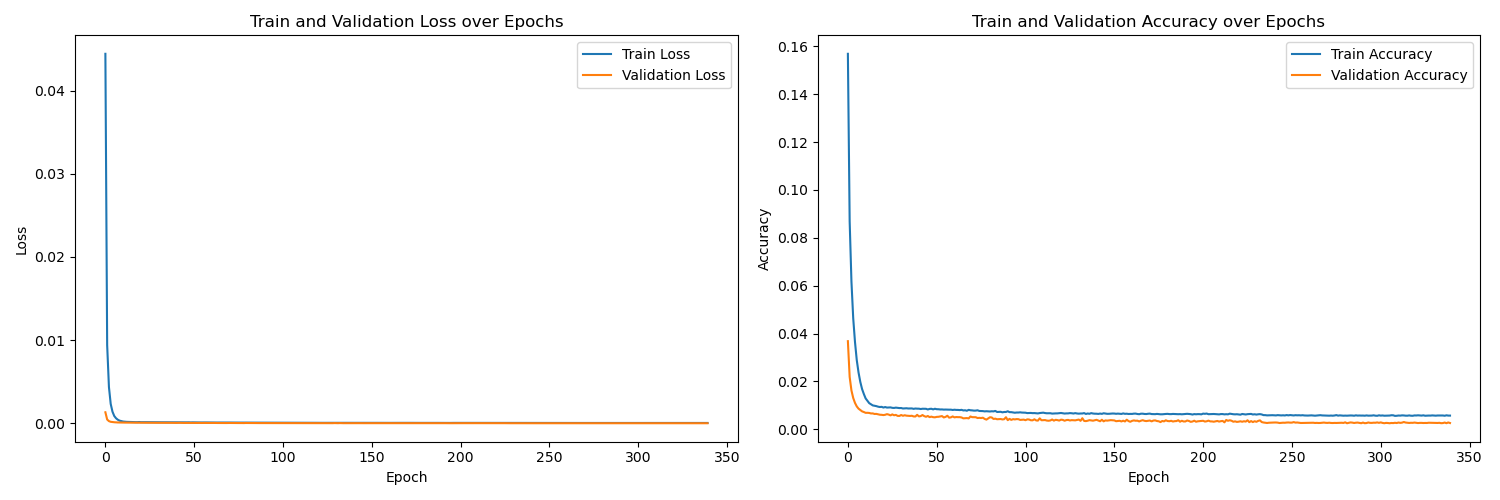 Train and Validation Loss over Epochs
Train Loss
Validation Loss
0.04
0.03
0.02
0.01
0.00
Loss
0 50 100 150 200 250 300 350
Epoch
Train and Validation Accuracy over Epochs
Train Accuracy
Validation Accuracy
0.16
0.14
0.12
0.10
0.08
0.06
0.04
0.02
0.00
Accuracy
0 50 100 150 200 250 300 350
Epoch